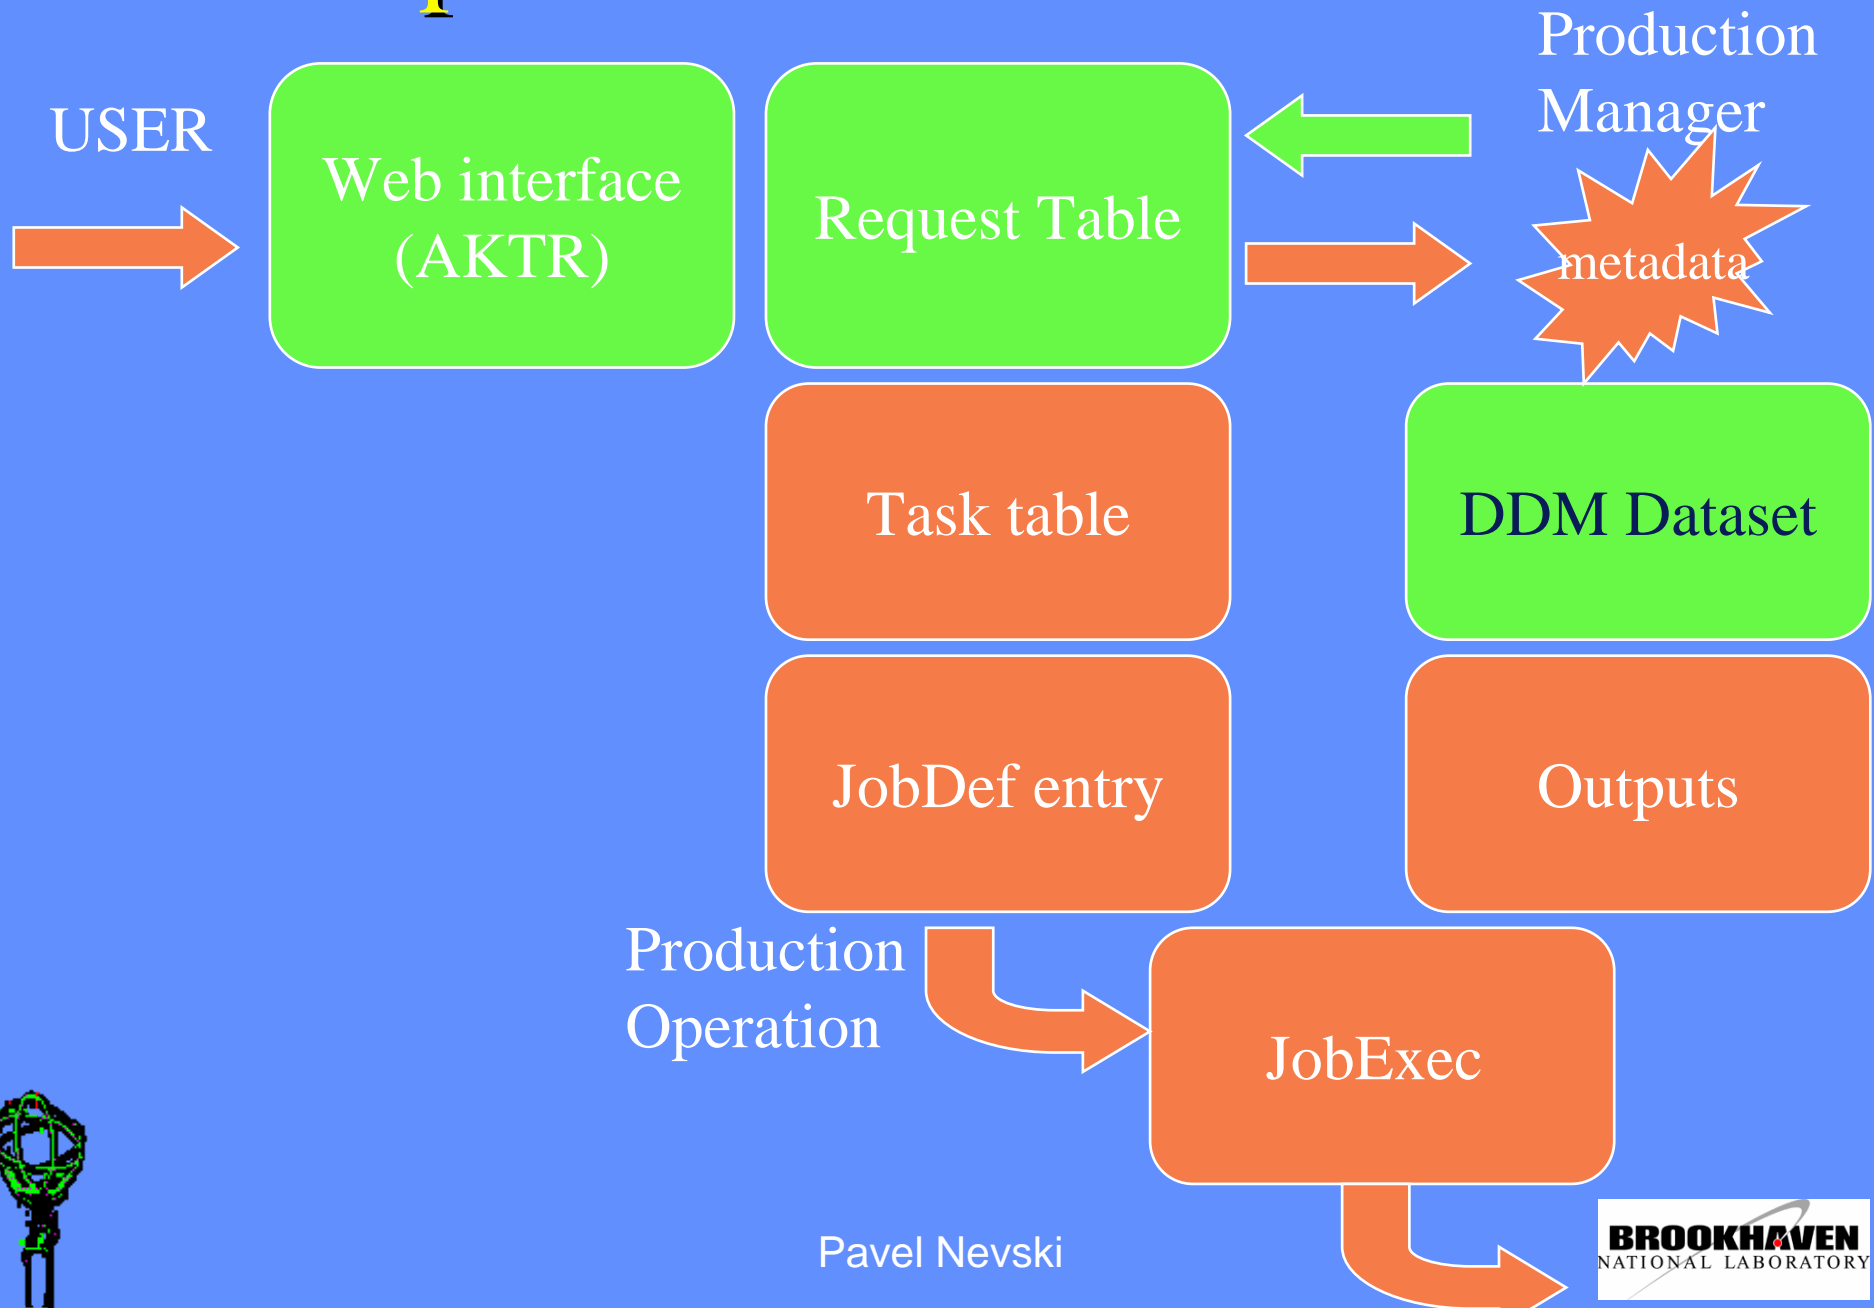 USER
Web interface
(AKTR)
Request Table
Production
Manager
metadata
Task table
DDM Dataset
JobDef entry
Outputs
Production
Operation
JobExec
Pavel Nevski
BROOKHAVEN
NATIONAL LABORATORY